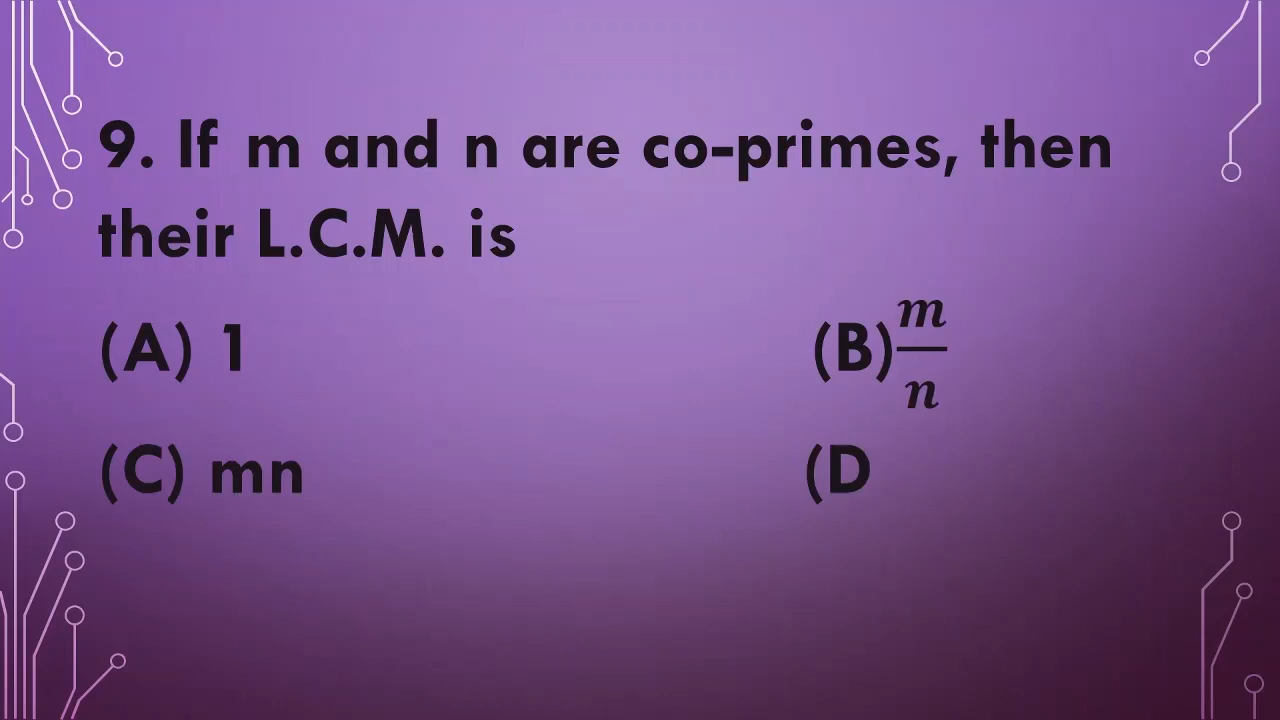 9. If m and n are co-primes, then
their L.C.M. is
(A) 1 (B) m/n
(C) mn (D